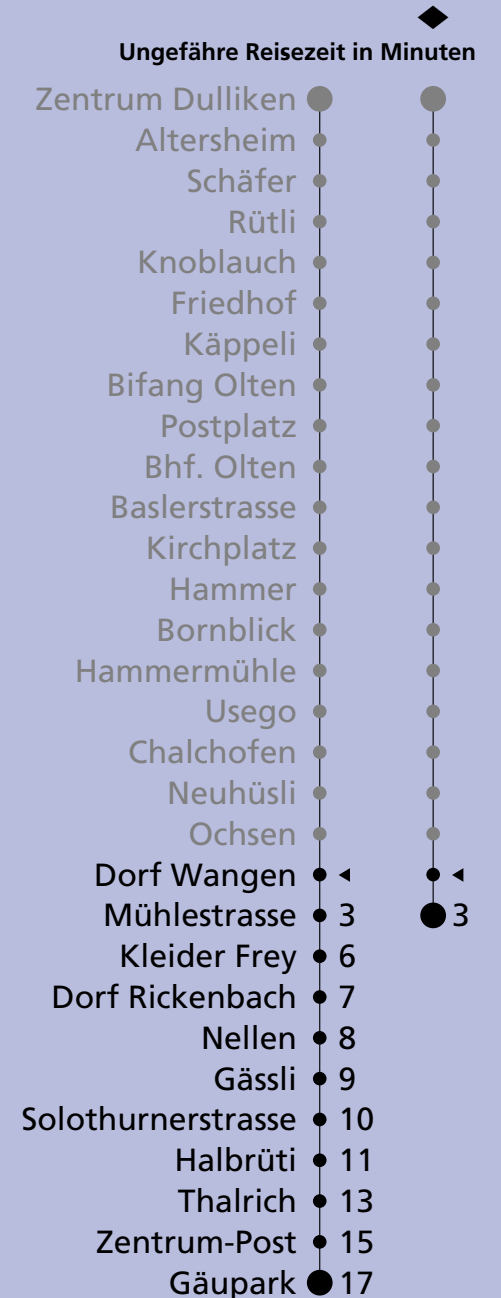 Ungefähre Reisezeit in Minuten
Zentrum Dulliken
Altersheim
Schäfer
Rütli
Knoblauch
Friedhof
Käppeli
Bifang Olten
Postplatz
Bhf. Olten
Baslerstrasse
Kirchplatz
Hammer
Bornblick
Hammermühle
Usego
Chalchofen
Neuhüsli
Ochsen
Dorf Wangen
Mühlestrasse 3 3
Kleider Frey 6
Dorf Rickenbach 7
Nellen 8
Gässli 9
Solothurnerstrasse 10
Halbrüti 11
Thalrich 13
Zentrum-Post 15
Gäupark 17